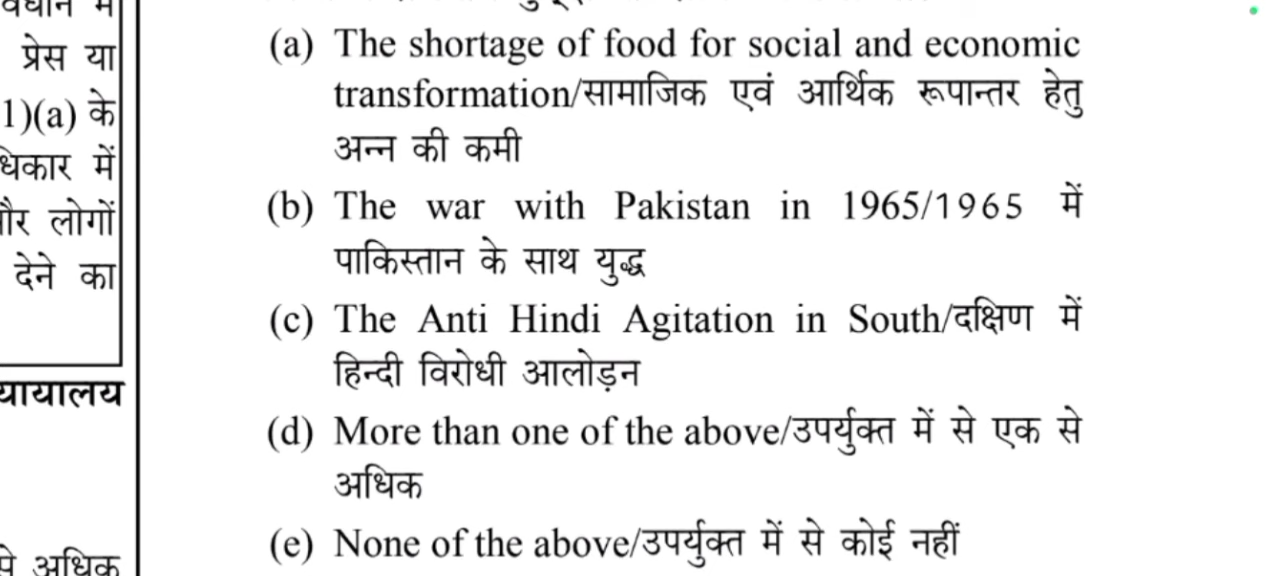 प्रेस या
1)(a) के
धिकार में
और लोगों
देने का
यायालय
से अधिक
(a) The shortage of food for social and economic
transformation/सामाजिक एवं आर्थिक रूपान्तर हेतु
अन्न की कमी
(b) The war with Pakistan in 1965/1965 में
पाकिस्तान के साथ युद्ध
(c) The Anti Hindi Agitation in South/दक्षिण में
हिन्दी विरोधी आलोड़न
(d) More than one of the above/उपर्युक्त में से एक से
अधिक
(e) None of the above/उपर्युक्त में से कोई नहीं